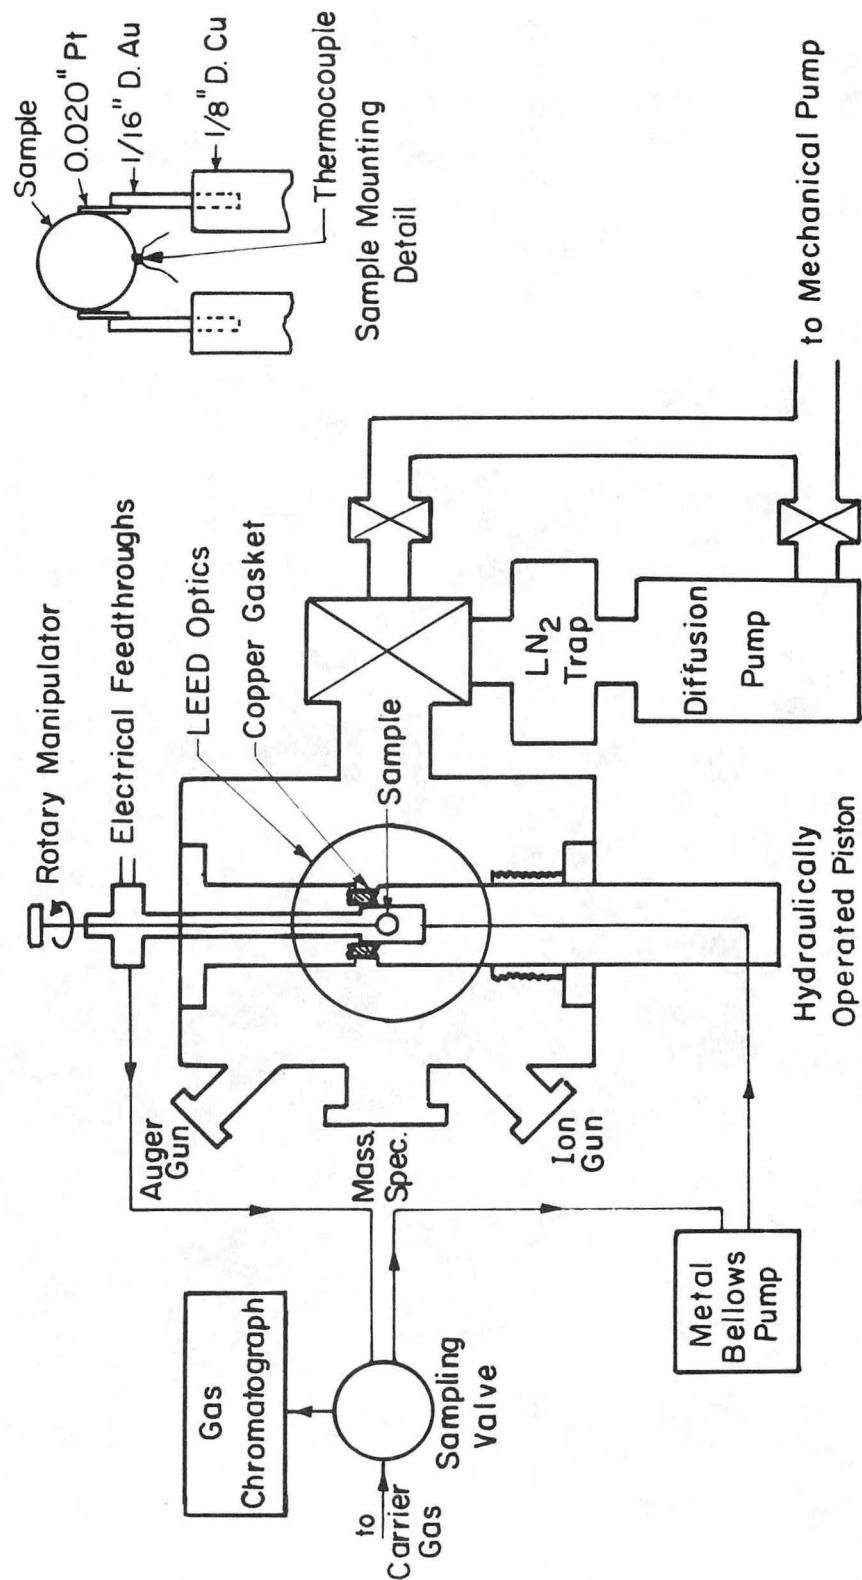 Rotary Manipulator
Electrical Feedthroughs
LEED Optics
Copper Gasket
Sample
Sample
0.020" Pt
1/16" D. Au
1/8" D. Cu
Thermocouple
Sample Mounting
Detail
Auger
Gun
Mass.
Spec.
Ion
Gun
Gas
Chromatograph
to
Carrier
Gas
Sampling
Valve
Metal
Bellows
Pump
Hydraulically
Operated Piston
LN2
Trap
Diffusion
Pump
to Mechanical Pump